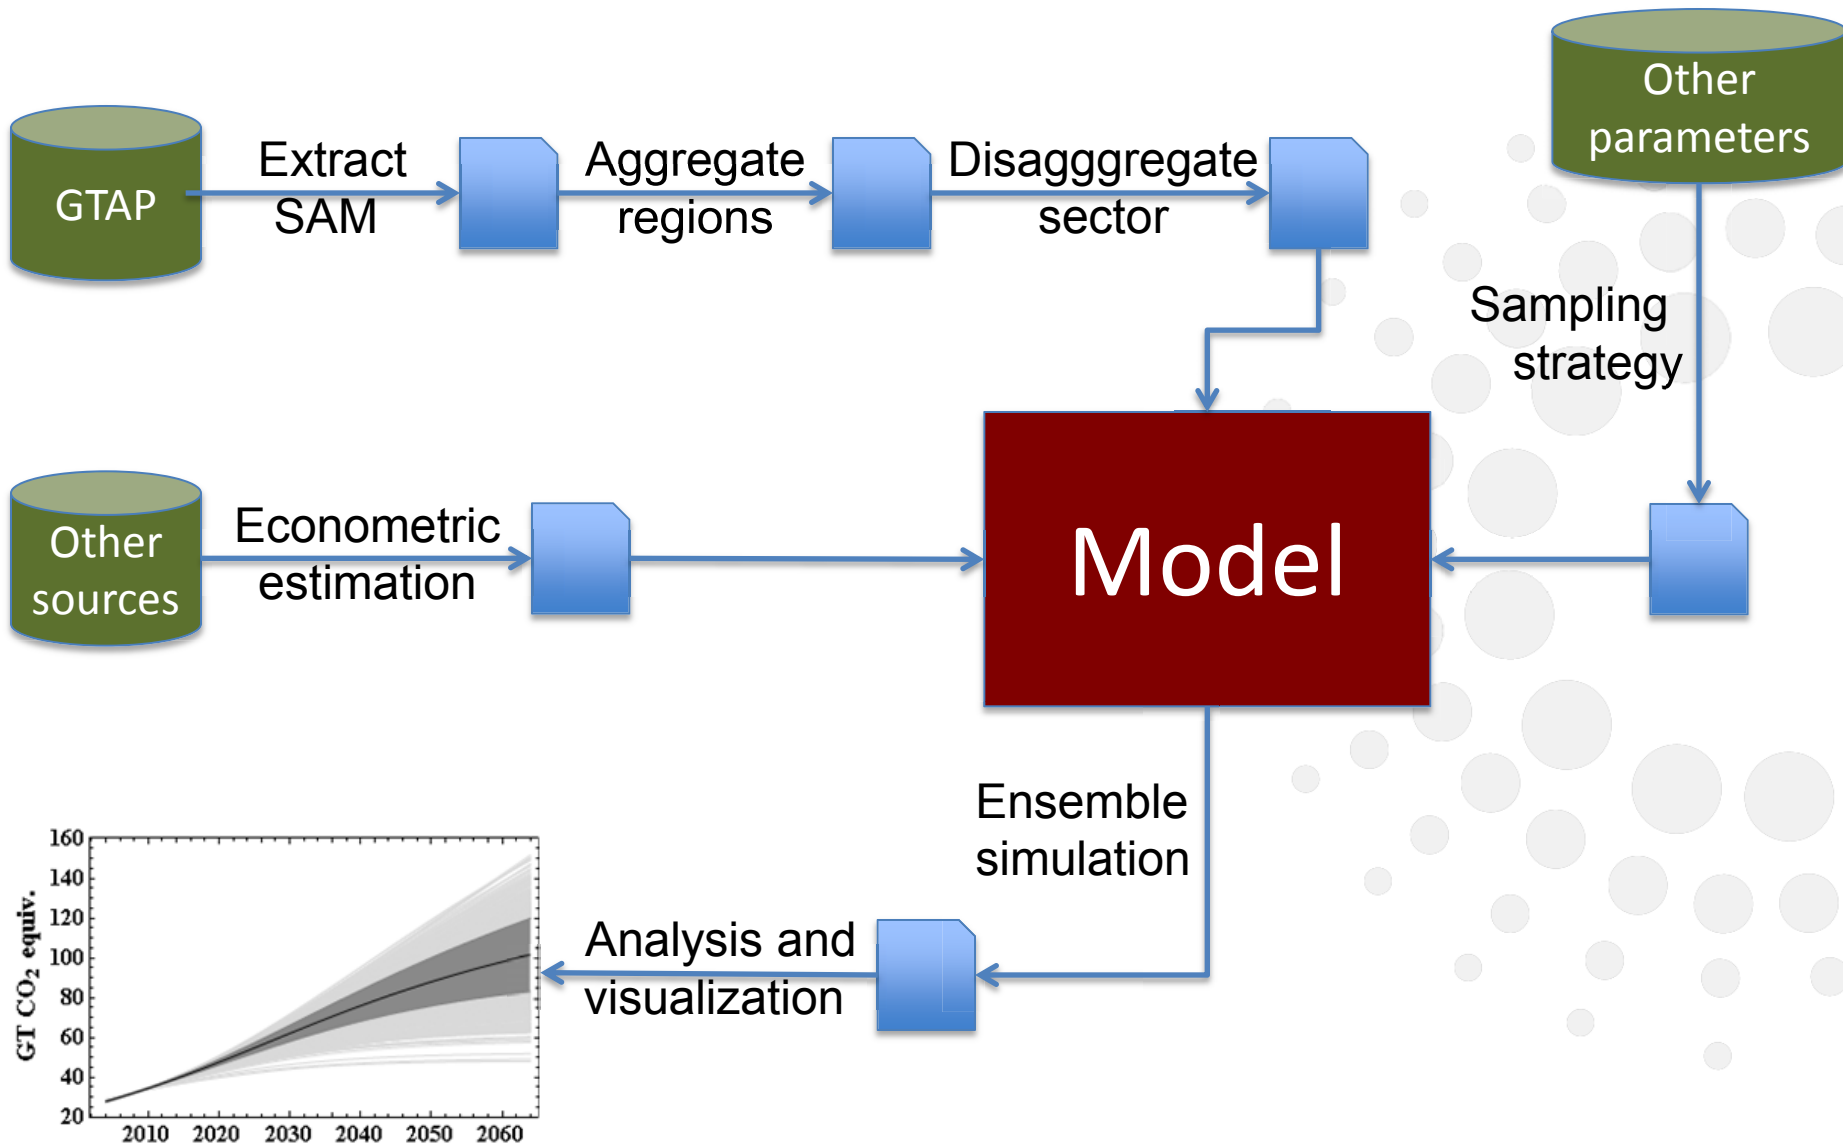 Other
parameters
GTAP
Extract
SAM
Aggregate
regions
Disagggregate
sector
Sampling
strategy
Other
sources
Econometric
estimation
Model
Ensemble
simulation
Analysis and
visualization
GT CO₂ equiv.
160
140
120
100
80
60
40
20
2010 2020 2030 2040 2050 2060